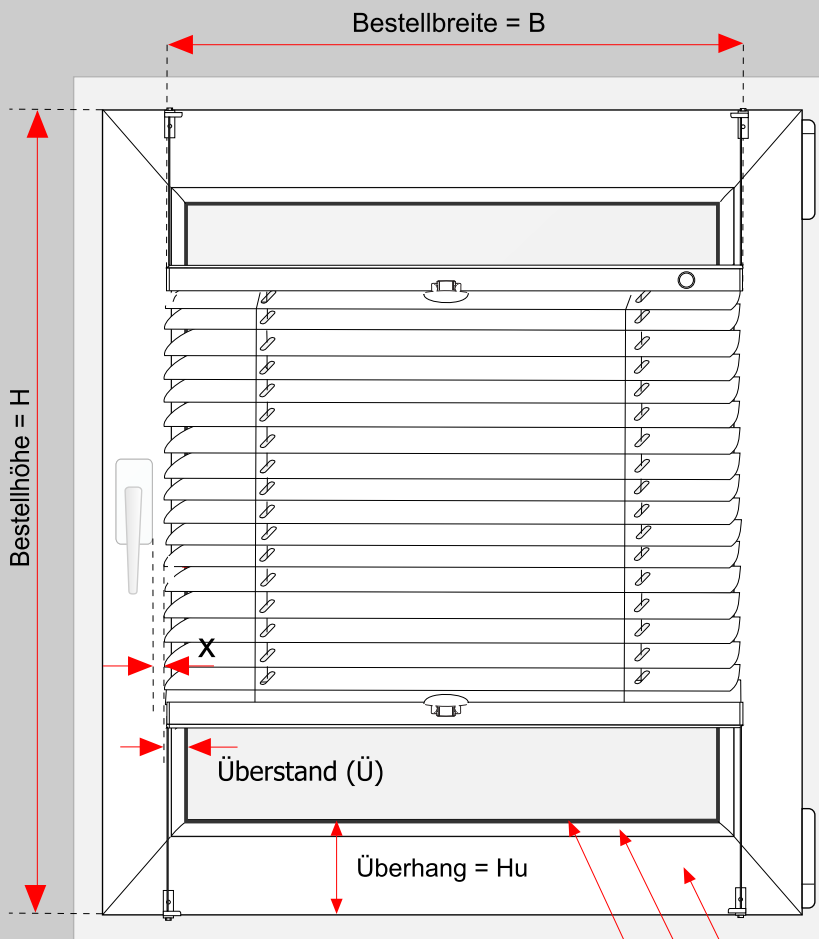 Bestellbreite = B
Bestellhöhe = H
X
Überstand (Ü)
Überhang = Hu